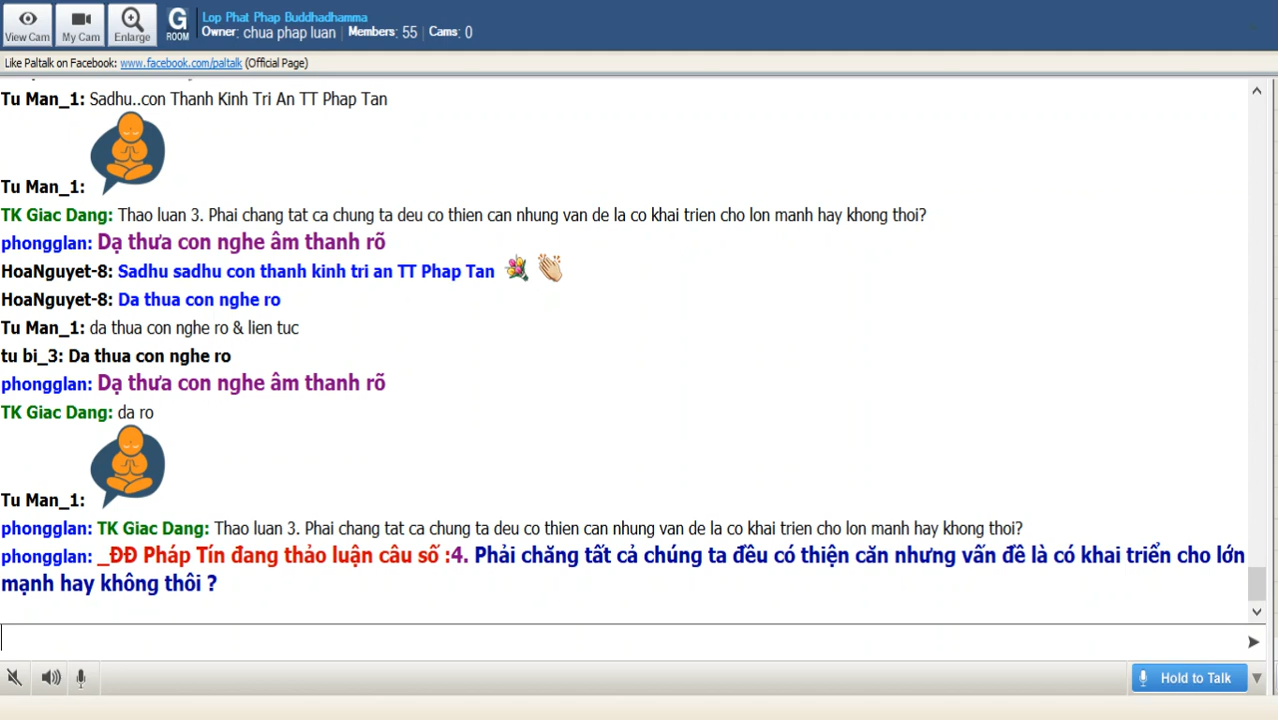 View Cam
My Cam
Enlarge
G
ROOM
Lop Phat Phap Buddhadhamma
Owner: chua phap luan | Members: 55 | Cams: 0
Like Paltalk on Facebook: www.facebook.com/paltalk (Official Page)
Tu Man_1: Sadhu..con Thanh Kinh Tri An TT Phap Tan
Tu Man_1:
TK Giac Dang: Thao luan 3. Phai chang tat ca chung ta deu co thien can nhung van de la co khai trien cho lon manh hay khong thoi?
phongglan: Dạ thưa con nghe âm thanh rõ
HoaNguyet-8: Sadhu sadhu con thanh kinh tri an TT Phap Tan
HoaNguyet-8: Da thua con nghe ro
Tu Man_1: da thua con nghe ro & lien tuc
tu bi_3: Da thua con nghe ro
phongglan: Dạ thưa con nghe âm thanh rõ
TK Giac Dang: da ro
Tu Man_1:
phongglan: TK Giac Dang: Thao luan 3. Phai chang tat ca chung ta deu co thien can nhung van de la co khai trien cho lon manh hay khong thoi?
phongglan: _ĐĐ Pháp Tín đang thảo luận câu số :4. Phải chăng tất cả chúng ta đều có thiện căn nhưng vấn đề là có khai triển cho lớn
mạnh hay không thôi ?
Hold to Talk